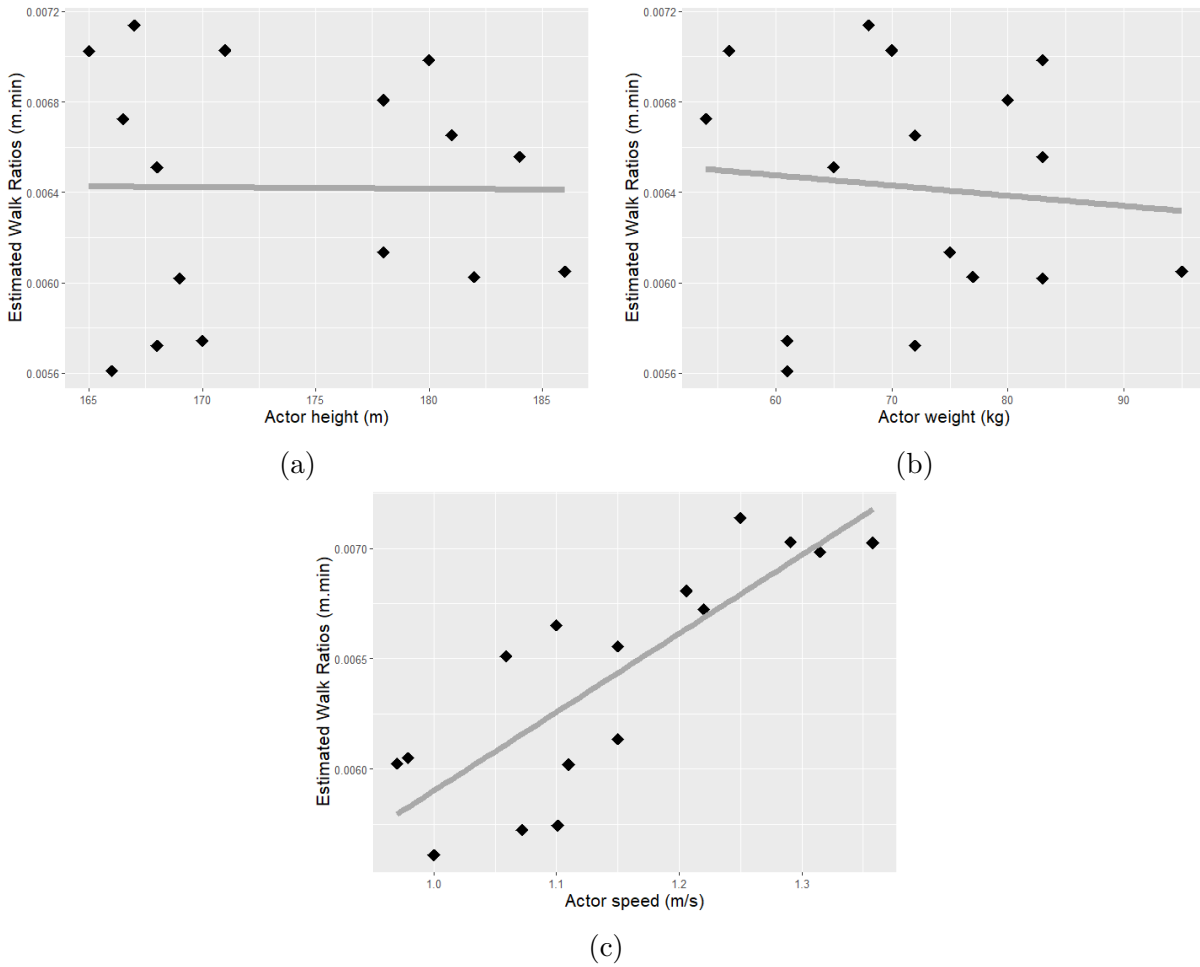 Estimated Walk Ratios (m.min)
0.0072
0.0068
0.0064
0.0060
0.0056
165 170 175 180 185
Actor height (m)
(a)
Estimated Walk Ratios (m.min)
0.0072
0.0068
0.0064
0.0060
0.0056
60 70 80 90
Actor weight (kg)
(b)
Estimated Walk Ratios (m.min)
0.0070
0.0065
0.0060
1.0 1.1 1.2 1.3
Actor speed (m/s)
(c)